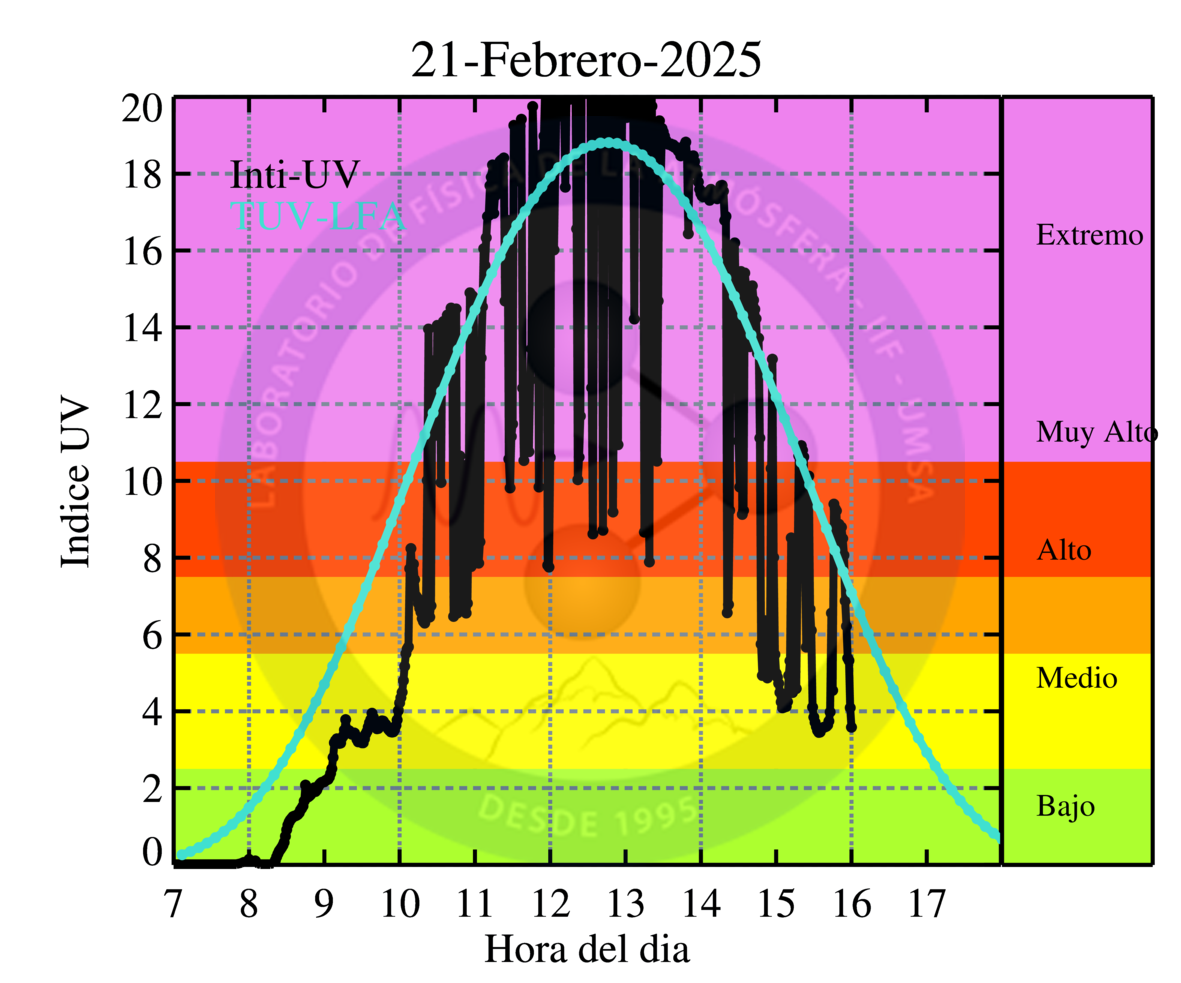 21-Febrero-2025
20
18
16
14
12
10
8
6
4
2
0
Indice UV
Inti-UV
TUV-LFA
LABORATORIO DE FÍSICA DE LA ATMÓSFERA - IIF - UMSA
DESDE 1995
Extremo
Muy Alto
Alto
Medio
Bajo
7 8 9 10 11 12 13 14 15 16 17
Hora del dia